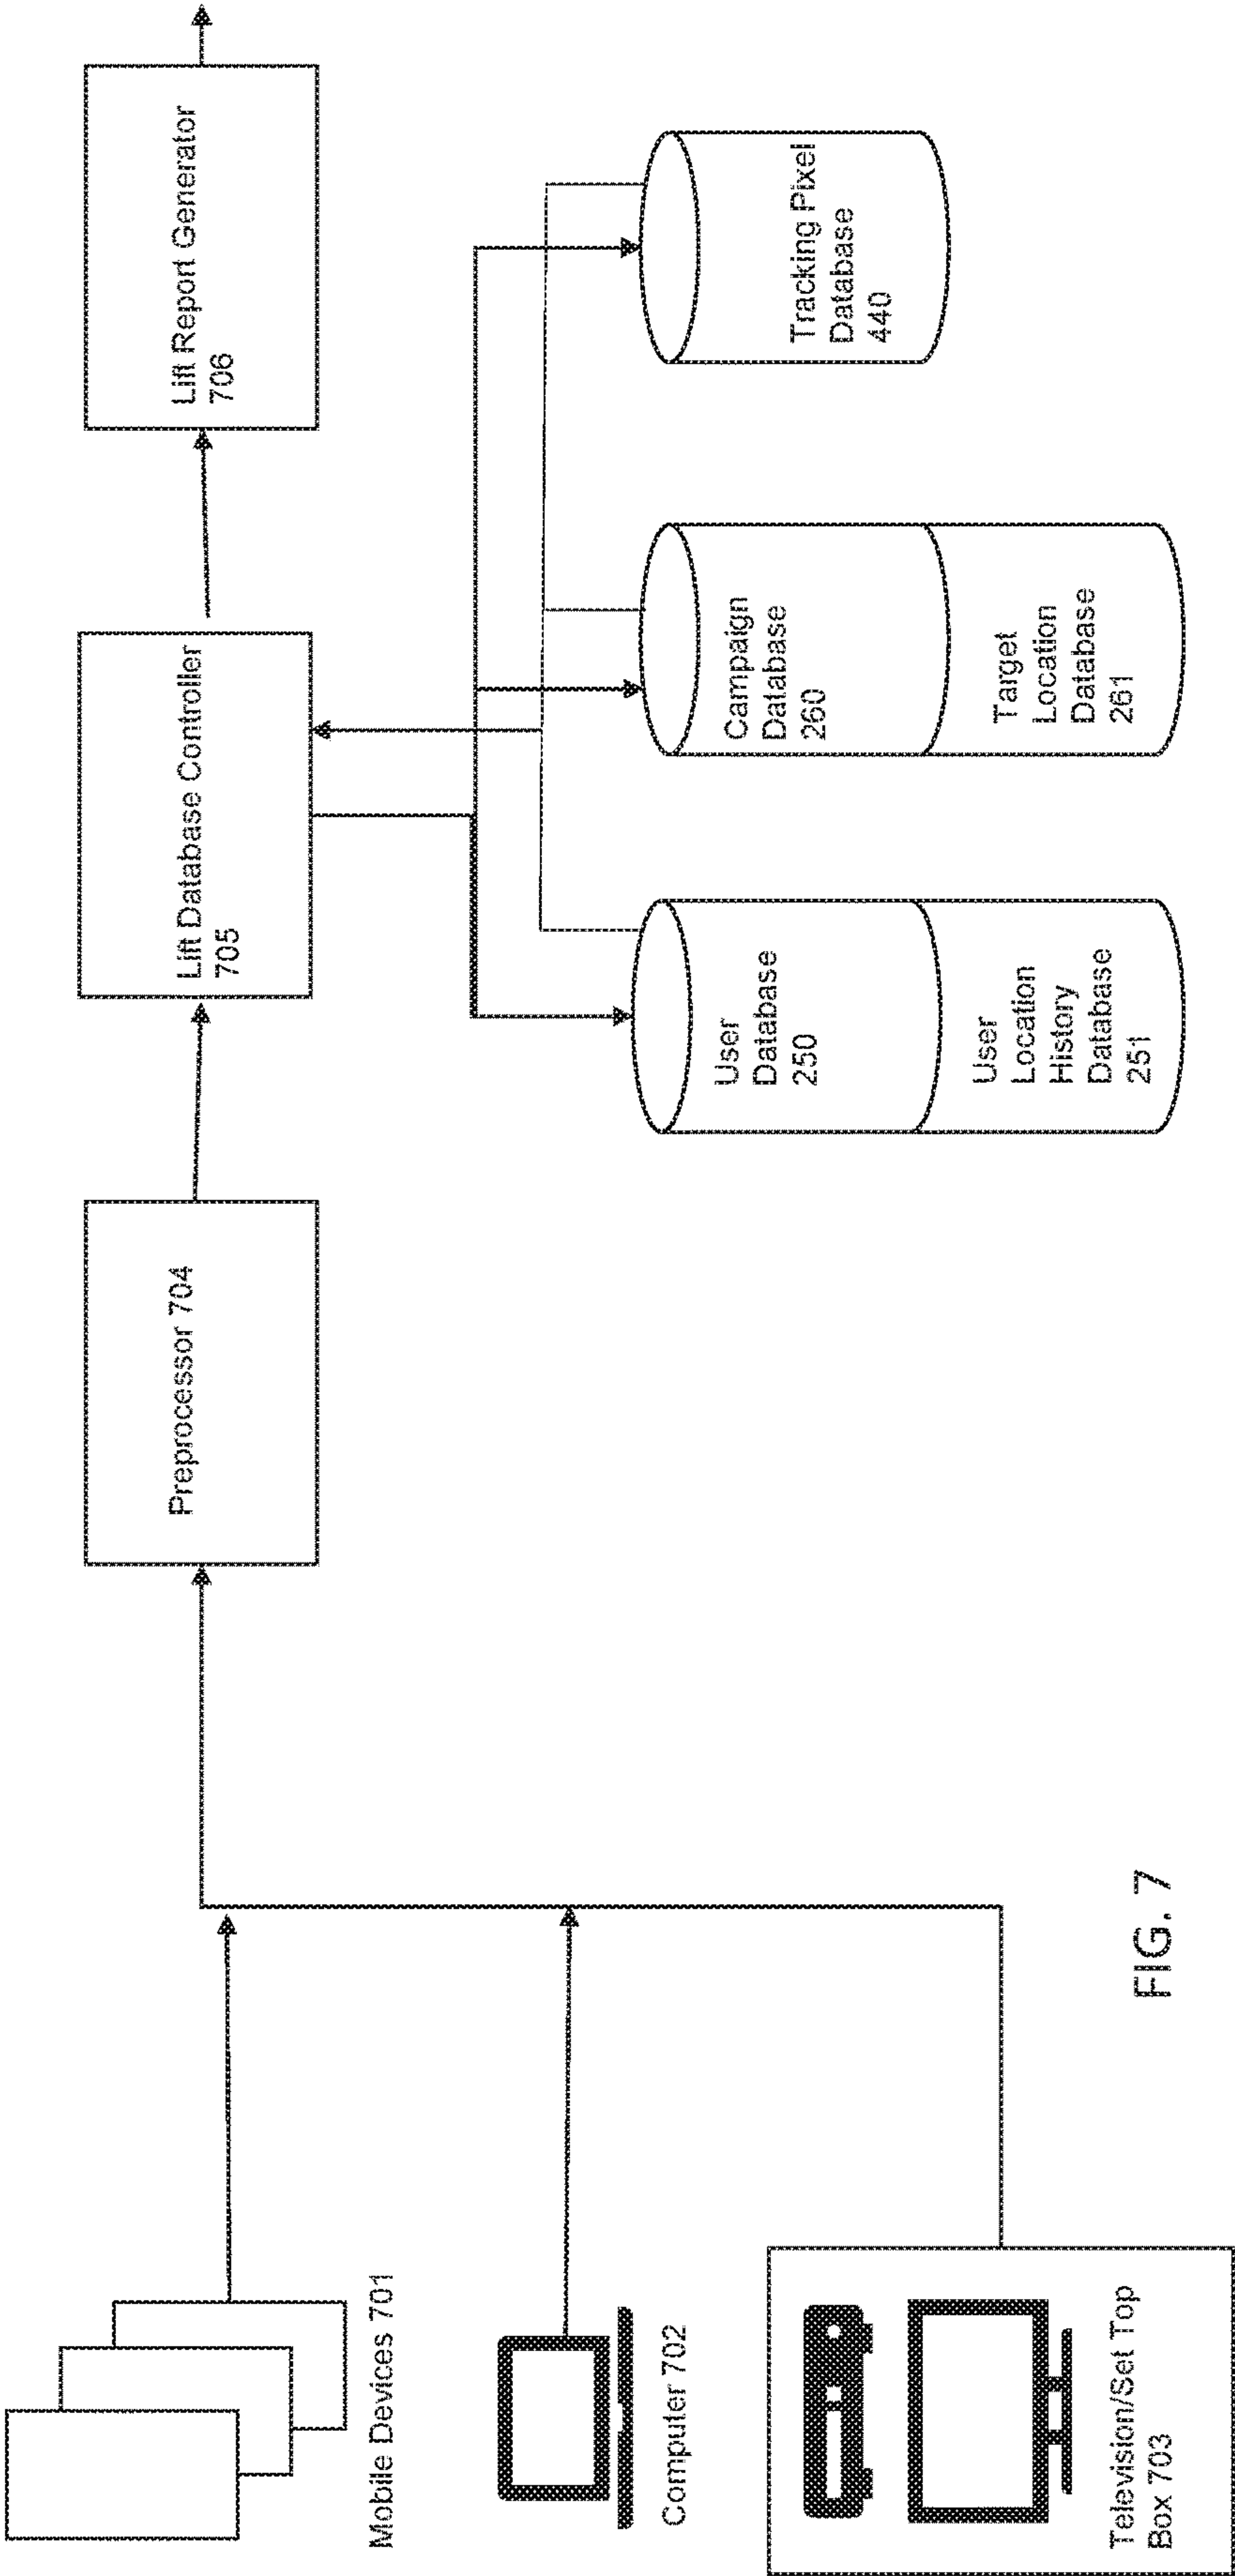 Mobile Devices 701
Computer 702
Television/Set Top
Box 703
Preprocessor 704
Lift Database Controller
705
Lift Report Generator
706
User
Database
250
User
Location
History
Database
251
Campaign
Database
260
Target
Location
Database
261
Tracking Pixel
Database
440
FIG. 7